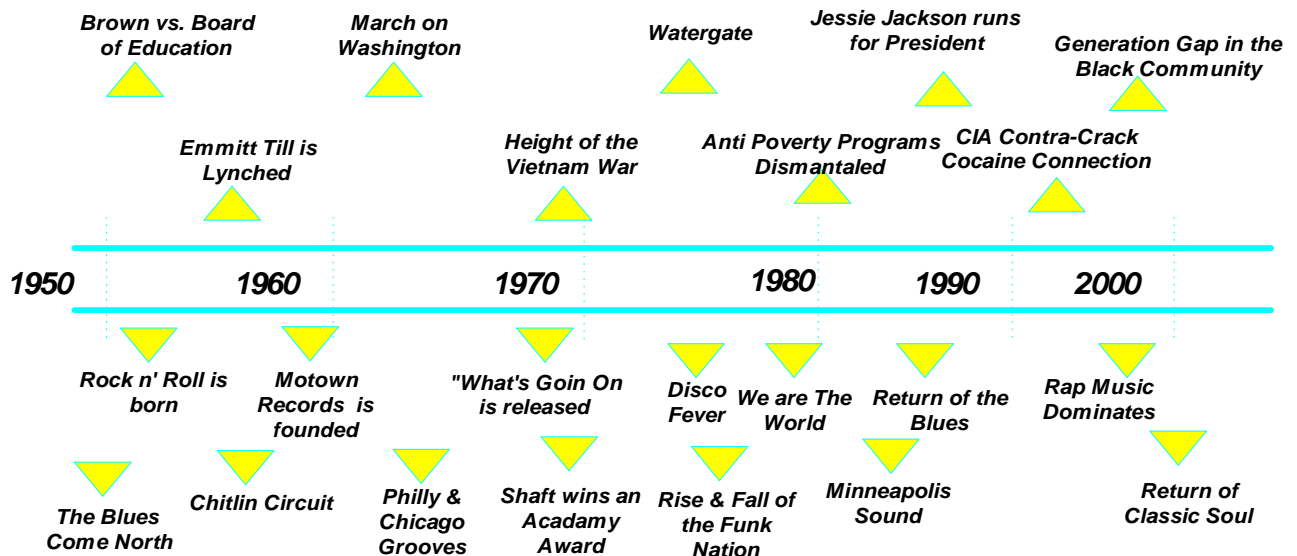 Brown vs. Board
of Education
March on
Washington
Watergate
Jessie Jackson runs
for President
Generation Gap in the
Black Community
Emmitt Till is
Lynched
Height of the
Vietnam War
Anti Poverty Programs
Dismantaled
CIA Contra-Crack
Cocaine Connection
1950
1960
1970
1980
1990
2000
Rock n' Roll is
born
Motown
Records is
founded
"What's Goin On
is released
Disco
Fever
We are The
World
Return of the
Blues
Rap Music
Dominates
The Blues
Come North
Chitlin Circuit
Philly &
Chicago
Grooves
Shaft wins an
Acadamy
Award
Rise & Fall of
the Funk
Nation
Minneapolis
Sound
Return of
Classic Soul